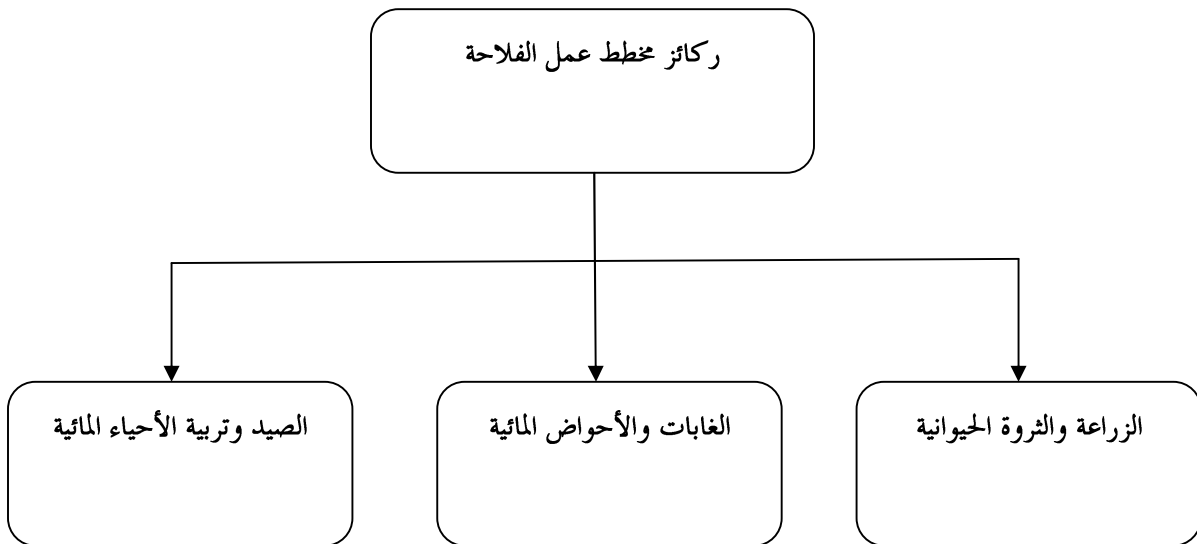 ركائز مخطط عمل الفلاحة
الزراعة والثروة الحيوانية
الغابات والأحواض المائية
الصيد وتربية الأحياء المائية